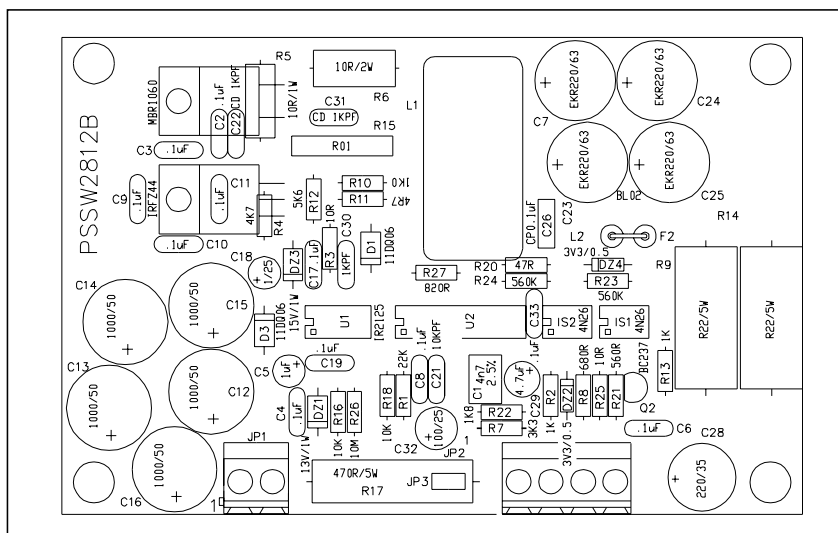 PSSW2812B
MBR1060
.1uF
C2
CD 1KPF
C22
R5
10R/1W
10R/2W
R6
C31
CD 1KPF
R15
R01
L1
C7
EKR220/63
EKR220/63
C24
EKR220/63
EKR220/63
C25
C3
.1uF
C9
.1uF
IRFZ44
.1uF
C11
4K7
R4
.1uF
C10
5K6
R12
R10
1K0
R11
4R7
10R
R3
C30
1KPF
D1
11DQ06
C18
1/25
DZ3
15V/1W
C17
.1uF
R27
820R
CP0.1uF
C26
C23
BL02
L2
F2
3V3/0.5
R20
47R
DZ4
R24
560K
R23
560K
R9
R14
R22/5W
R22/5W
C14
1000/50
C15
1000/50
D3
11DQ06
U1
IR2125
U2
C33
.1uF
IS2
4N26
IS1
4N26
C13
1000/50
C12
1000/50
C5
1uF
.1uF
C19
22K
.1uF
10KPF
C8
C21
C1
4n7
2.5%
4.7uF
C29
680R
10R
560R
BC237
1K
R13
C4
.1uF
DZ1
13V/1W
R16
10K
R26
10M
R18
10K
R1
100/25
C32
1K8
R22
R7
3K3
R2
1K
DZ2
3V3/0.5
R8
R25
R21
Q2
.1uF
C6
C16
1000/50
JP1
1
470R/5W
R17
JP3
JP2
1
C28
220/35